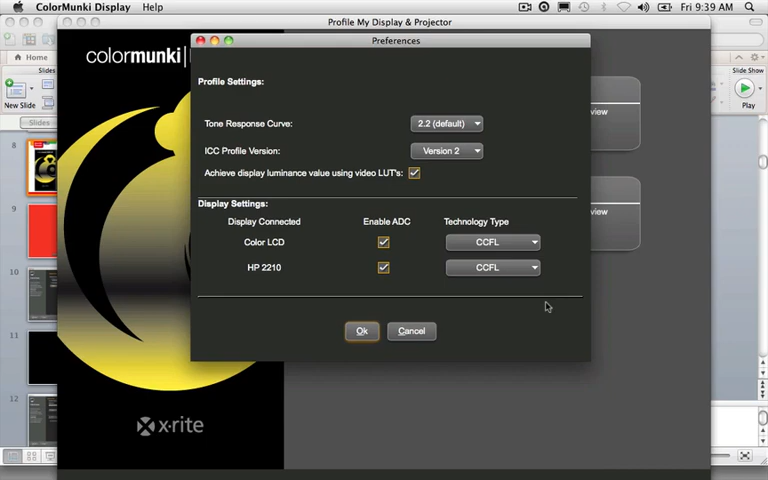 ColorMunki Display Help
Fri 9:39 AM
Profile My Display & Projector
Home
Slides
New Slide
Slides
8
9
10
11
12
colormunki
x·rite
Preferences
Profile Settings:
Tone Response Curve: 2.2 (default)
ICC Profile Version: Version 2
Achieve display luminance value using video LUT's:
Display Settings:
Display Connected Enable ADC Technology Type
Color LCD CCFL
HP 2210 CCFL
Ok Cancel
view
view
Slide Show
Play